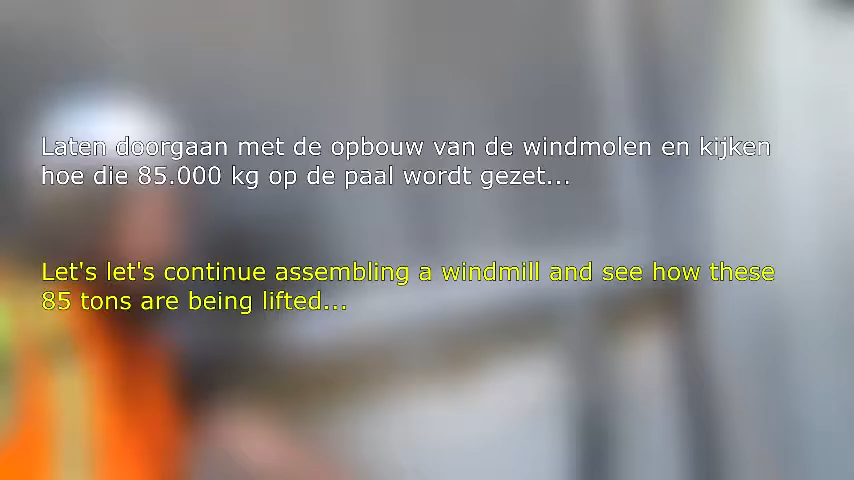 Laten doorgaan met de opbouw van de windmolen en kijken
hoe die 85.000 kg op de paal wordt gezet...
Let's let's continue assembling a windmill and see how these
85 tons are being lifted...